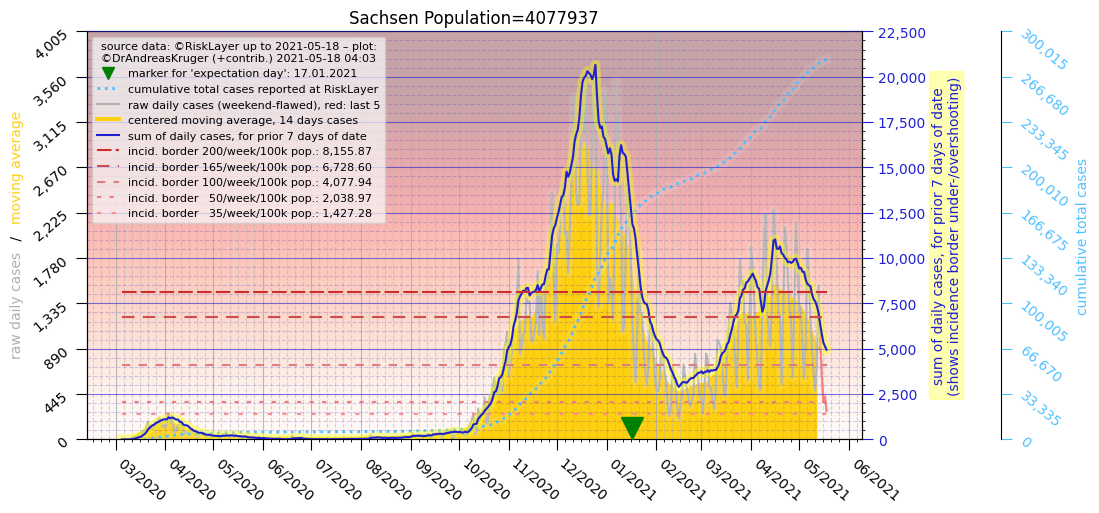 Sachsen Population=4077937
source data: ©RiskLayer up to 2021-05-18 – plot:
©DrAndreasKruger (+contrib.) 2021-05-18 04:03
marker for 'expectation day': 17.01.2021
cumulative total cases reported at RiskLayer
raw daily cases (weekend-flawed), red: last 5
centered moving average, 14 days cases
sum of daily cases, for prior 7 days of date
incid. border 200/week/100k pop.: 8,155.87
incid. border 165/week/100k pop.: 6,728.60
incid. border 100/week/100k pop.: 4,077.94
incid. border   50/week/100k pop.: 2,038.97
incid. border   35/week/100k pop.: 1,427.28
raw daily cases / moving average
4,005
3,560
3,115
2,670
2,225
1,780
1,335
890
445
0
03/2020
04/2020
05/2020
06/2020
07/2020
08/2020
09/2020
10/2020
11/2020
12/2020
01/2021
02/2021
03/2021
04/2021
05/2021
06/2021
22,500
20,000
17,500
15,000
12,500
10,000
7,500
5,000
2,500
0
sum of daily cases, for prior 7 days of date
(shows incidence border under-/overshooting)
300,015
266,680
233,345
200,010
166,675
133,340
100,005
66,670
33,335
0
cumulative total cases